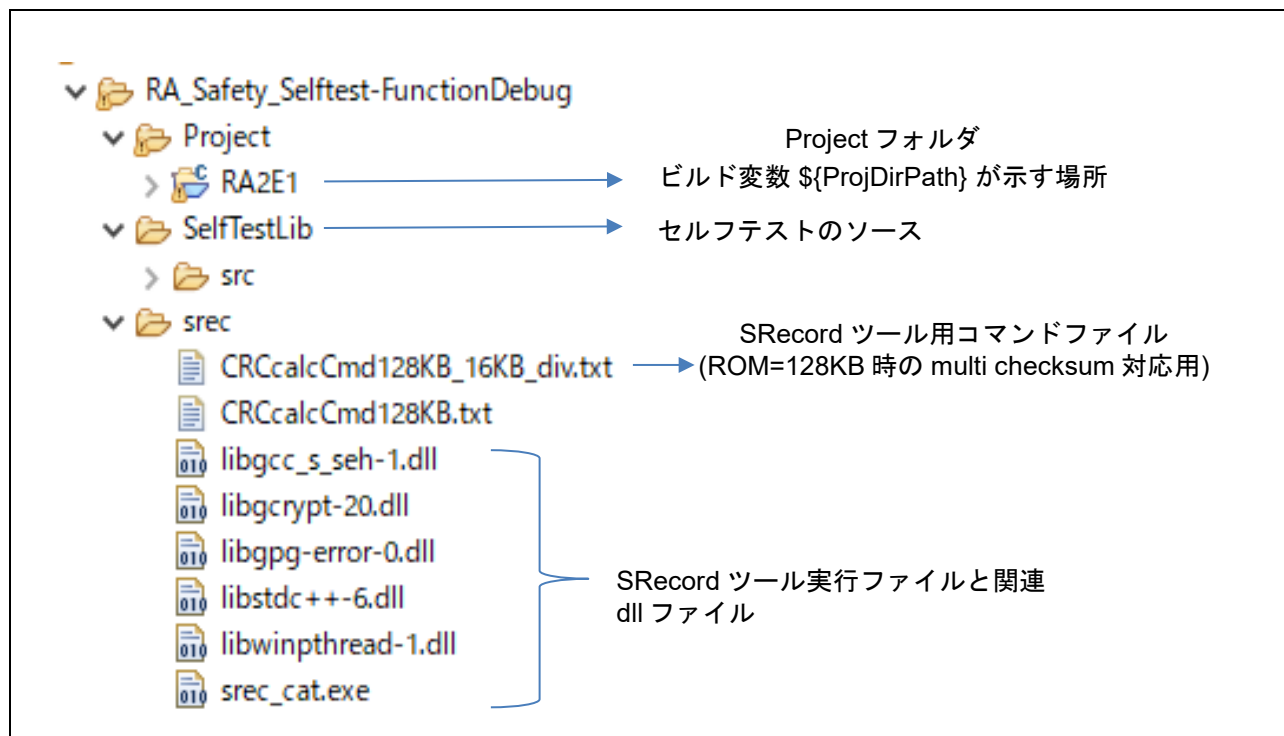 RA_Safety_Selftest-FunctionDebug
Project
Project フォルダ
RA2E1
ビルド変数 ${ProjDirPath} が示す場所
SelfTestLib
セルフテストのソース
src
srec
SRecord ツール用コマンドファイル
CRCcalcCmd128KB_16KB_div.txt
(ROM=128KB 時の multi checksum 対応用)
CRCcalcCmd128KB.txt
libgcc_s_seh-1.dll
libgcrypt-20.dll
libgpg-error-0.dll
SRecord ツール実行ファイルと関連
dll ファイル
libstdc++-6.dll
libwinpthread-1.dll
srec_cat.exe